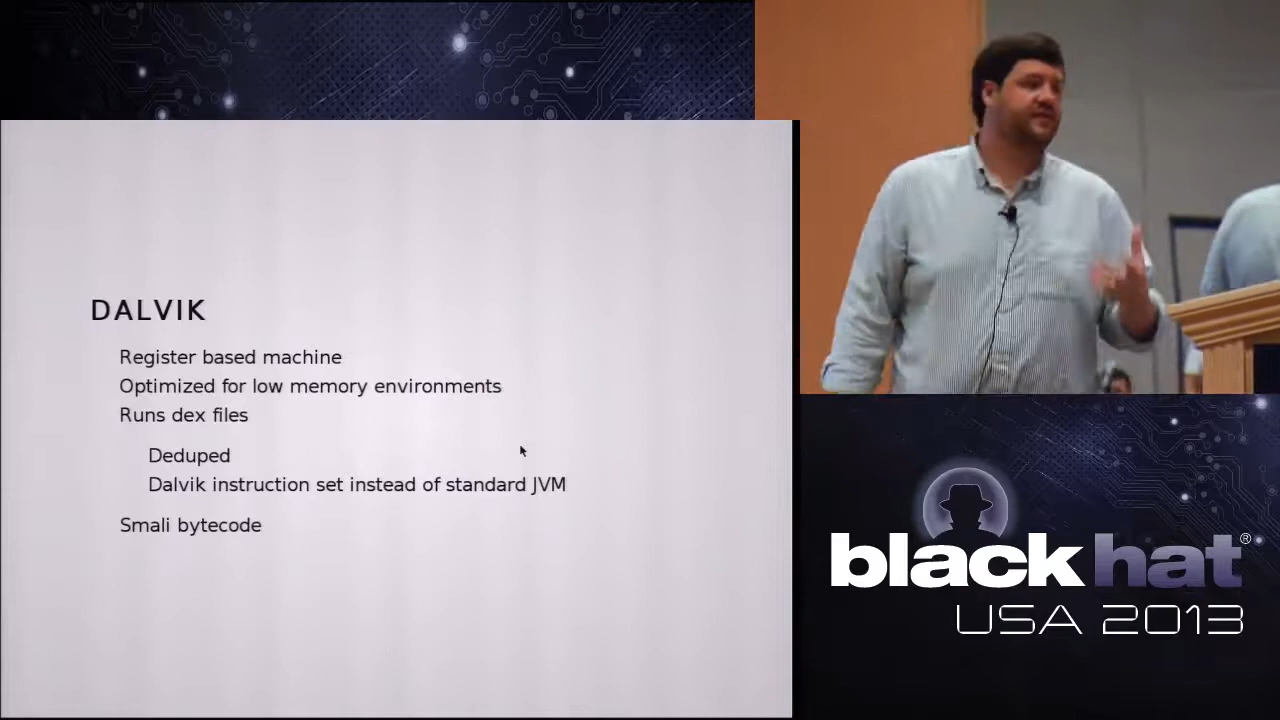 DALVIK
Register based machine
Optimized for low memory environments
Runs dex files
Deduped
Dalvik instruction set instead of standard JVM
Smali bytecode
black hat®
USA 2013